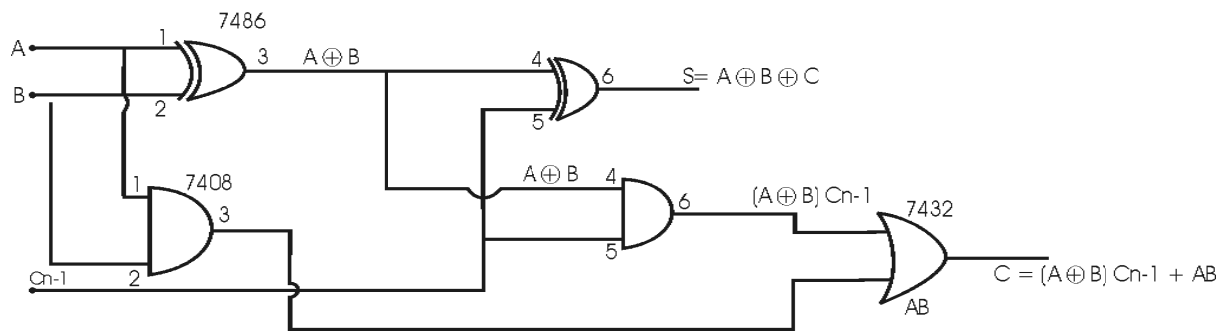 7486
A
1
3
A ⊕ B
4
6
S= A ⊕ B ⊕ C
B
2
5
1
7408
3
A ⊕ B
4
6
(A ⊕ B) Cn-1
7432
2
5
Cn-1
C = (A ⊕ B) Cn-1 + AB
AB